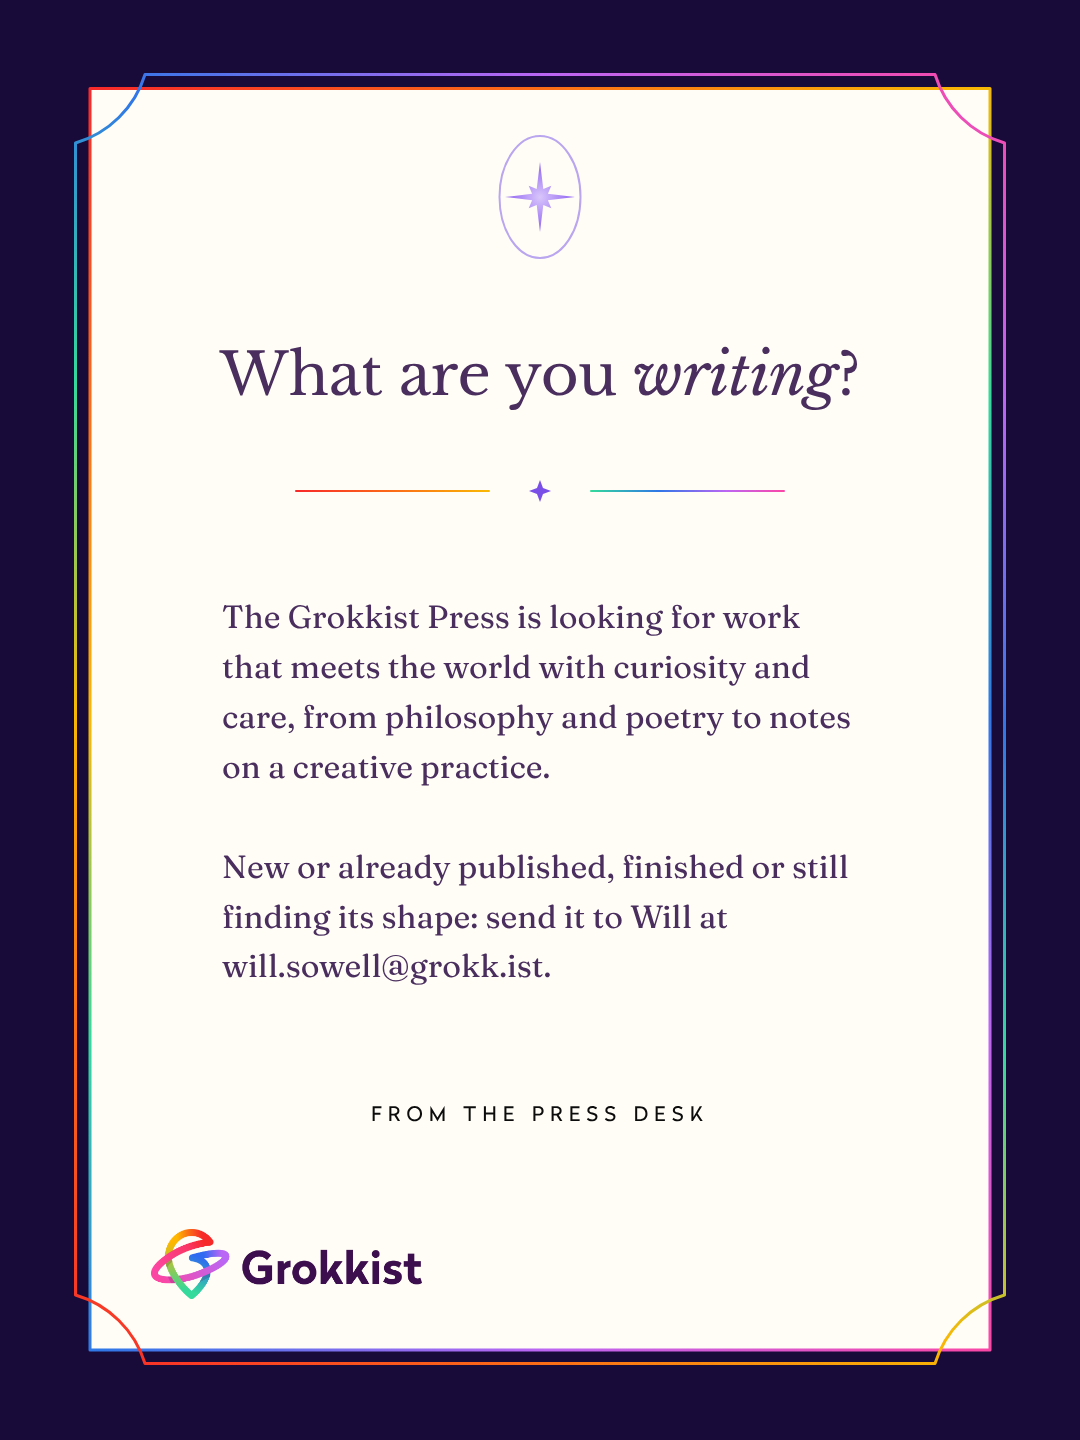 What are you writing?
The Grokkist Press is looking for work
that meets the world with curiosity and
care, from philosophy and poetry to notes
on a creative practice.
New or already published, finished or still
finding its shape: send it to Will at
will.sowell@grokk.ist.
FROM THE PRESS DESK
Grokkist